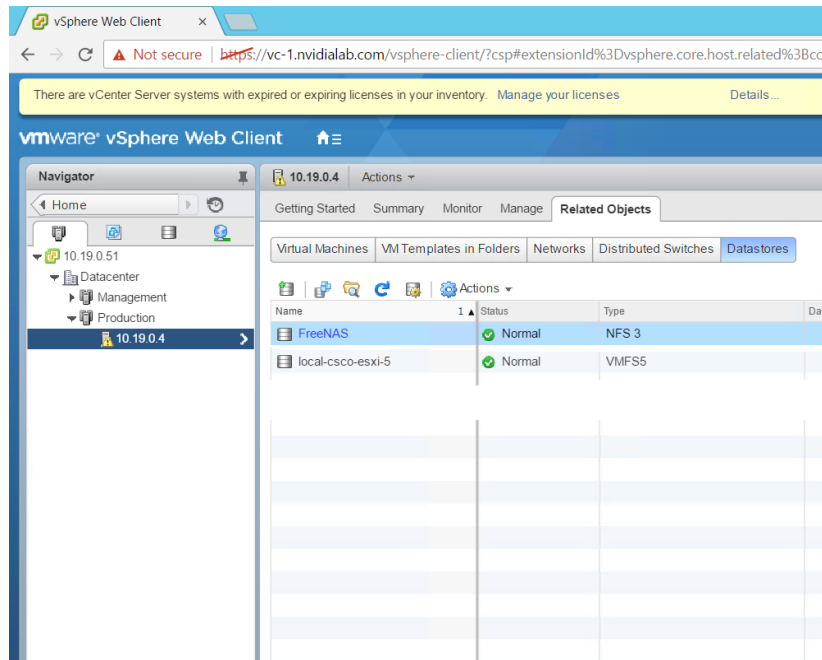 vSphere Web Client
Not secure | https://vc-1.nvidialab.com/vsphere-client/?csp#extensionId%3Dvsphere.core.host.related%3Bco
There are vCenter Server systems with expired or expiring licenses in your inventory. Manage your licenses Details...
vmware® vSphere Web Client
Navigator
10.19.0.4 Actions
Home
Getting Started Summary Monitor Manage Related Objects
Virtual Machines VM Templates in Folders Networks Distributed Switches Datastores
10.19.0.51
Datacenter
Management
Production
10.19.0.4
Actions
Name 1 Status Type Da
FreeNAS Normal NFS 3
local-csco-esxi-5 Normal VMFS5